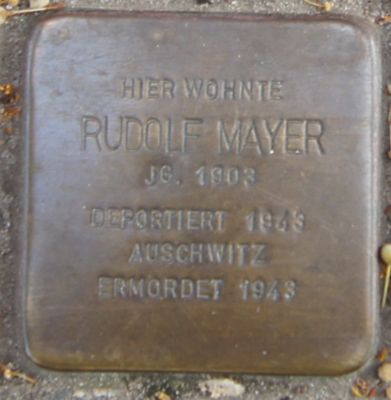 HIER WOHNTE
RUDOLF MAYER
JG. 1903
DEPORTIERT 1943
AUSCHWITZ
ERMORDET 1943